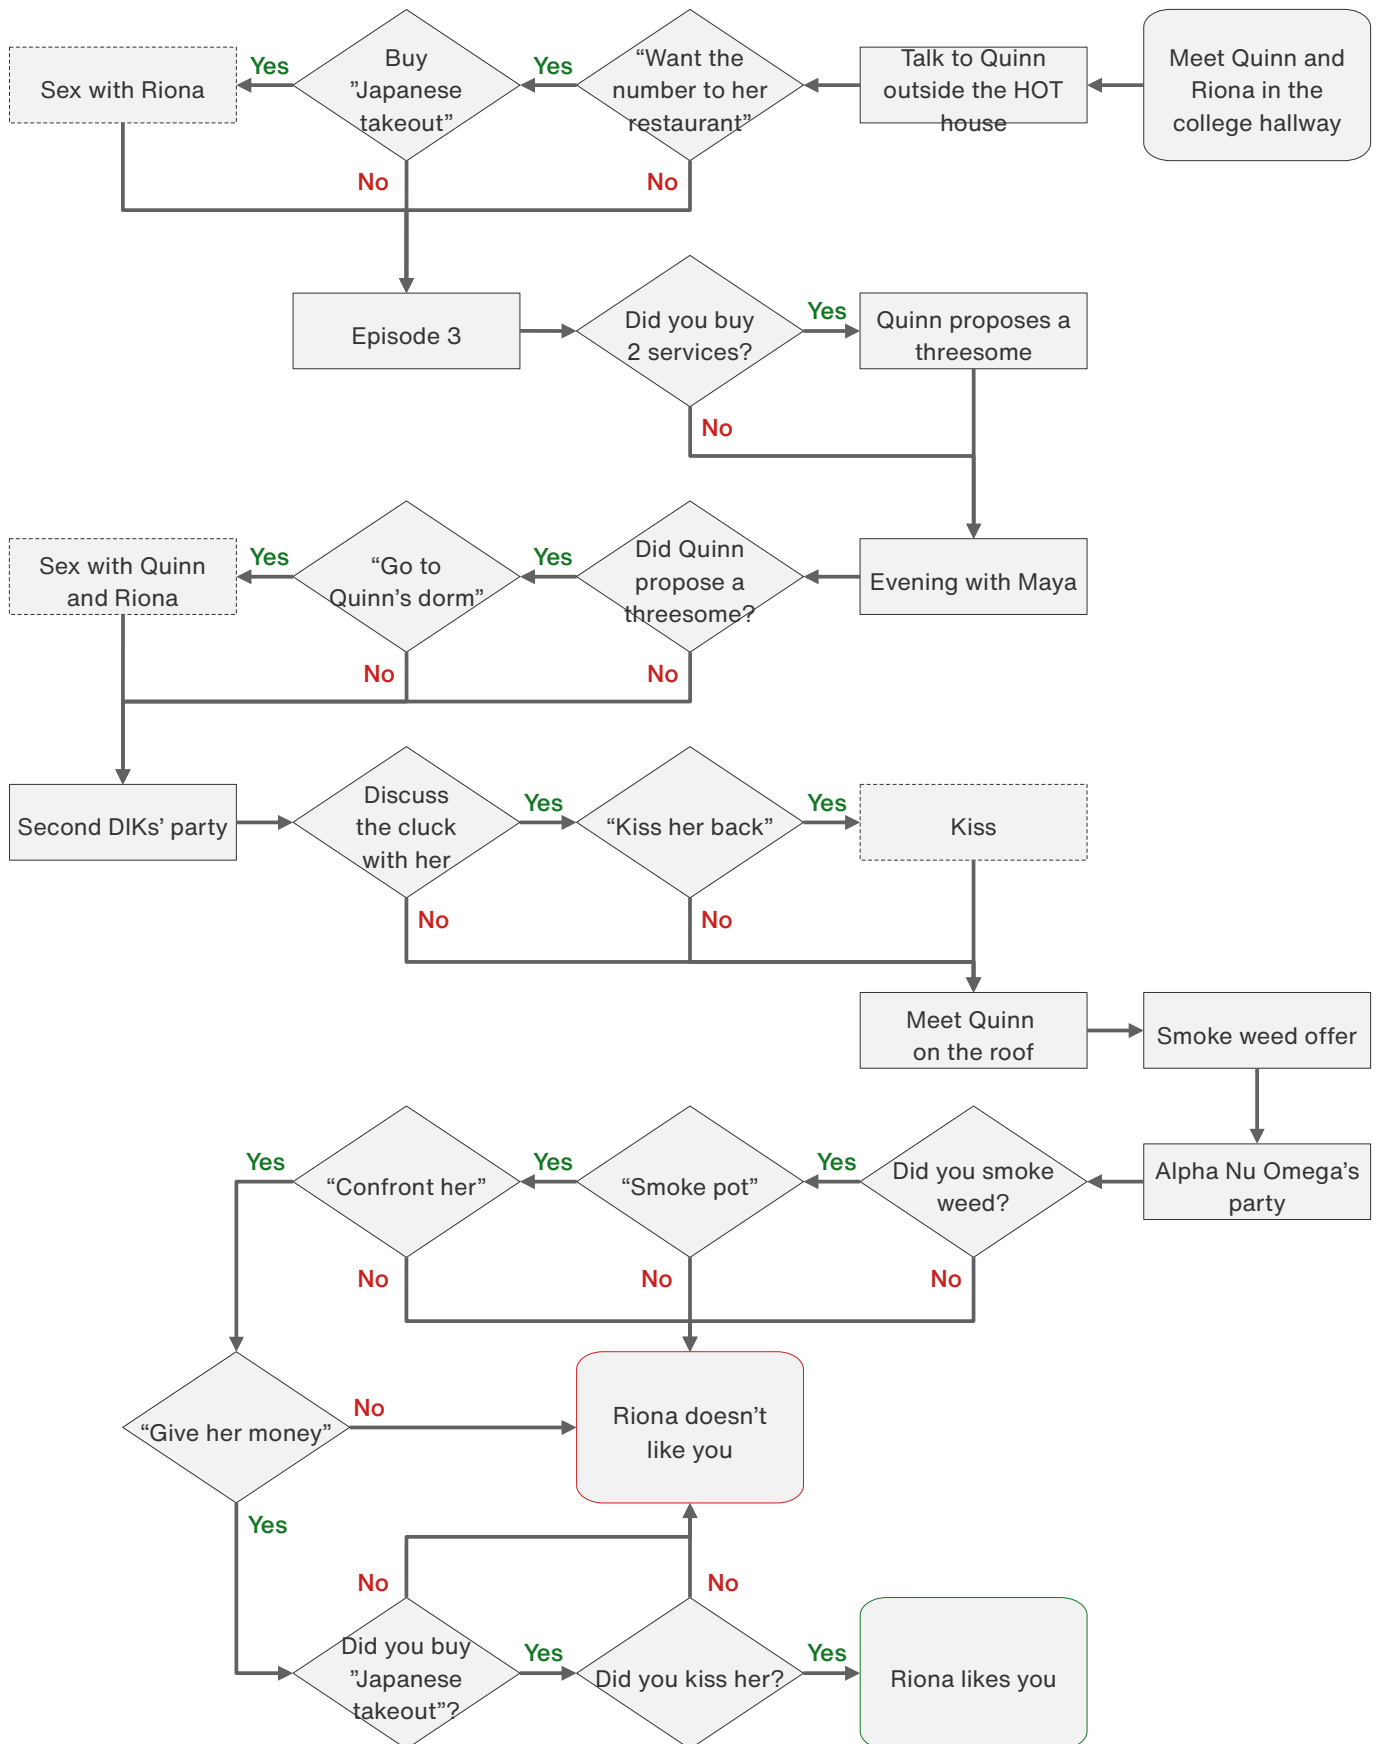 Meet Quinn and
Riona in the
college hallway
Talk to Quinn
outside the HOT
house
“Want the
number to her
restaurant”
Yes
No
Buy
”Japanese
takeout”
Yes
No
Sex with Riona
Episode 3
Did you buy
2 services?
Yes
No
Quinn proposes a
threesome
Evening with Maya
Did Quinn
propose a
threesome?
Yes
No
“Go to
Quinn’s dorm”
Yes
No
Sex with Quinn
and Riona
Second DIKs’ party
Discuss
the cluck
with her
Yes
No
“Kiss her back”
Yes
No
Kiss
Meet Quinn
on the roof
Smoke weed offer
Alpha Nu Omega’s
party
Did you smoke
weed?
Yes
No
“Smoke pot”
Yes
No
“Confront her”
Yes
No
“Give her money”
No
Yes
Riona doesn’t
like you
Did you buy
”Japanese
takeout”?
No
Yes
Did you kiss her?
No
Yes
Riona likes you